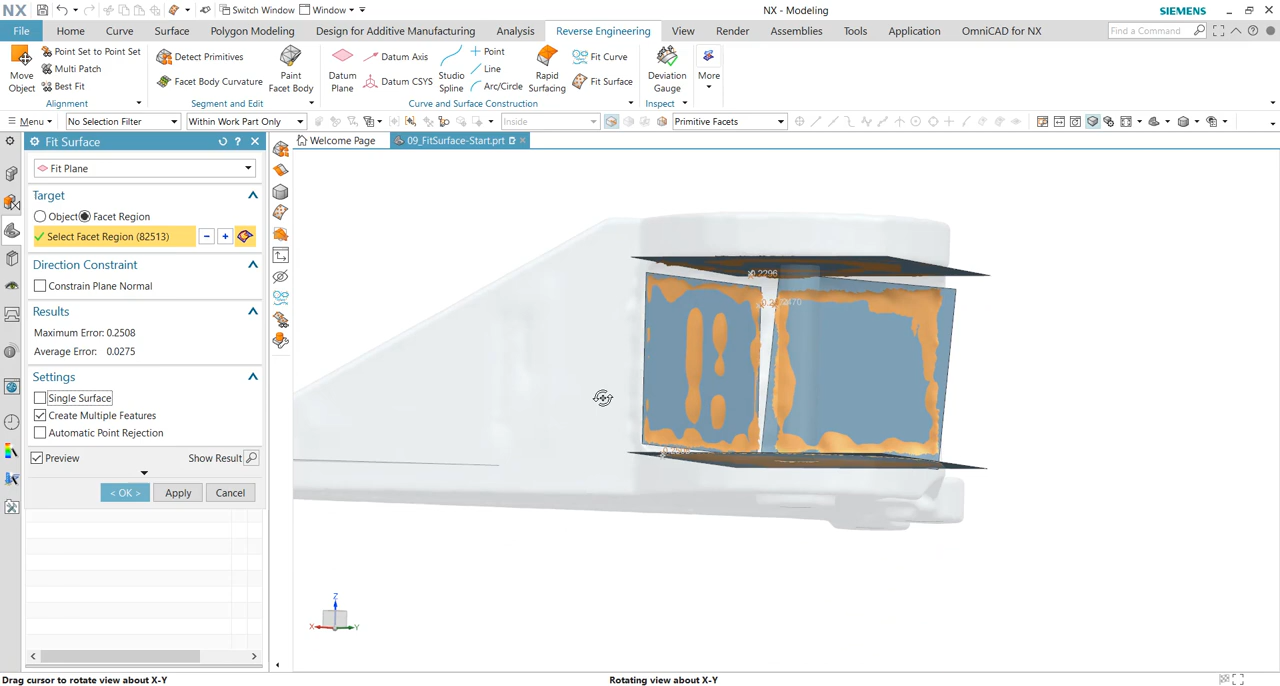 NX
Switch Window
Window
NX - Modeling
SIEMENS
File
Home
Curve
Surface
Polygon Modeling
Design for Additive Manufacturing
Analysis
Reverse Engineering
View
Render
Assemblies
Tools
Application
OmniCAD for NX
Find a Command
Move Object
Point Set to Point Set
Multi Patch
Best Fit
Alignment
Detect Primitives
Facet Body Curvature
Paint Facet Body
Segment and Edit
Datum Plane
Datum Axis
Datum CSYS
Studio Spline
Point
Line
Arc/Circle
Rapid Surfacing
Fit Curve
Fit Surface
Curve and Surface Construction
Deviation Gauge
Inspect
More
Menu
No Selection Filter
Within Work Part Only
Inside
Primitive Facets
Fit Surface
Welcome Page
09_FitSurface-Start.prt
Fit Plane
Target
Object
Facet Region
Select Facet Region (82513)
Direction Constraint
Constrain Plane Normal
Results
Maximum Error: 0.2508
Average Error: 0.0275
Settings
Single Surface
Create Multiple Features
Automatic Point Rejection
Preview
Show Result
< OK >
Apply
Cancel
0.2296
Z
X
Y
Drag cursor to rotate view about X-Y
Rotating view about X-Y